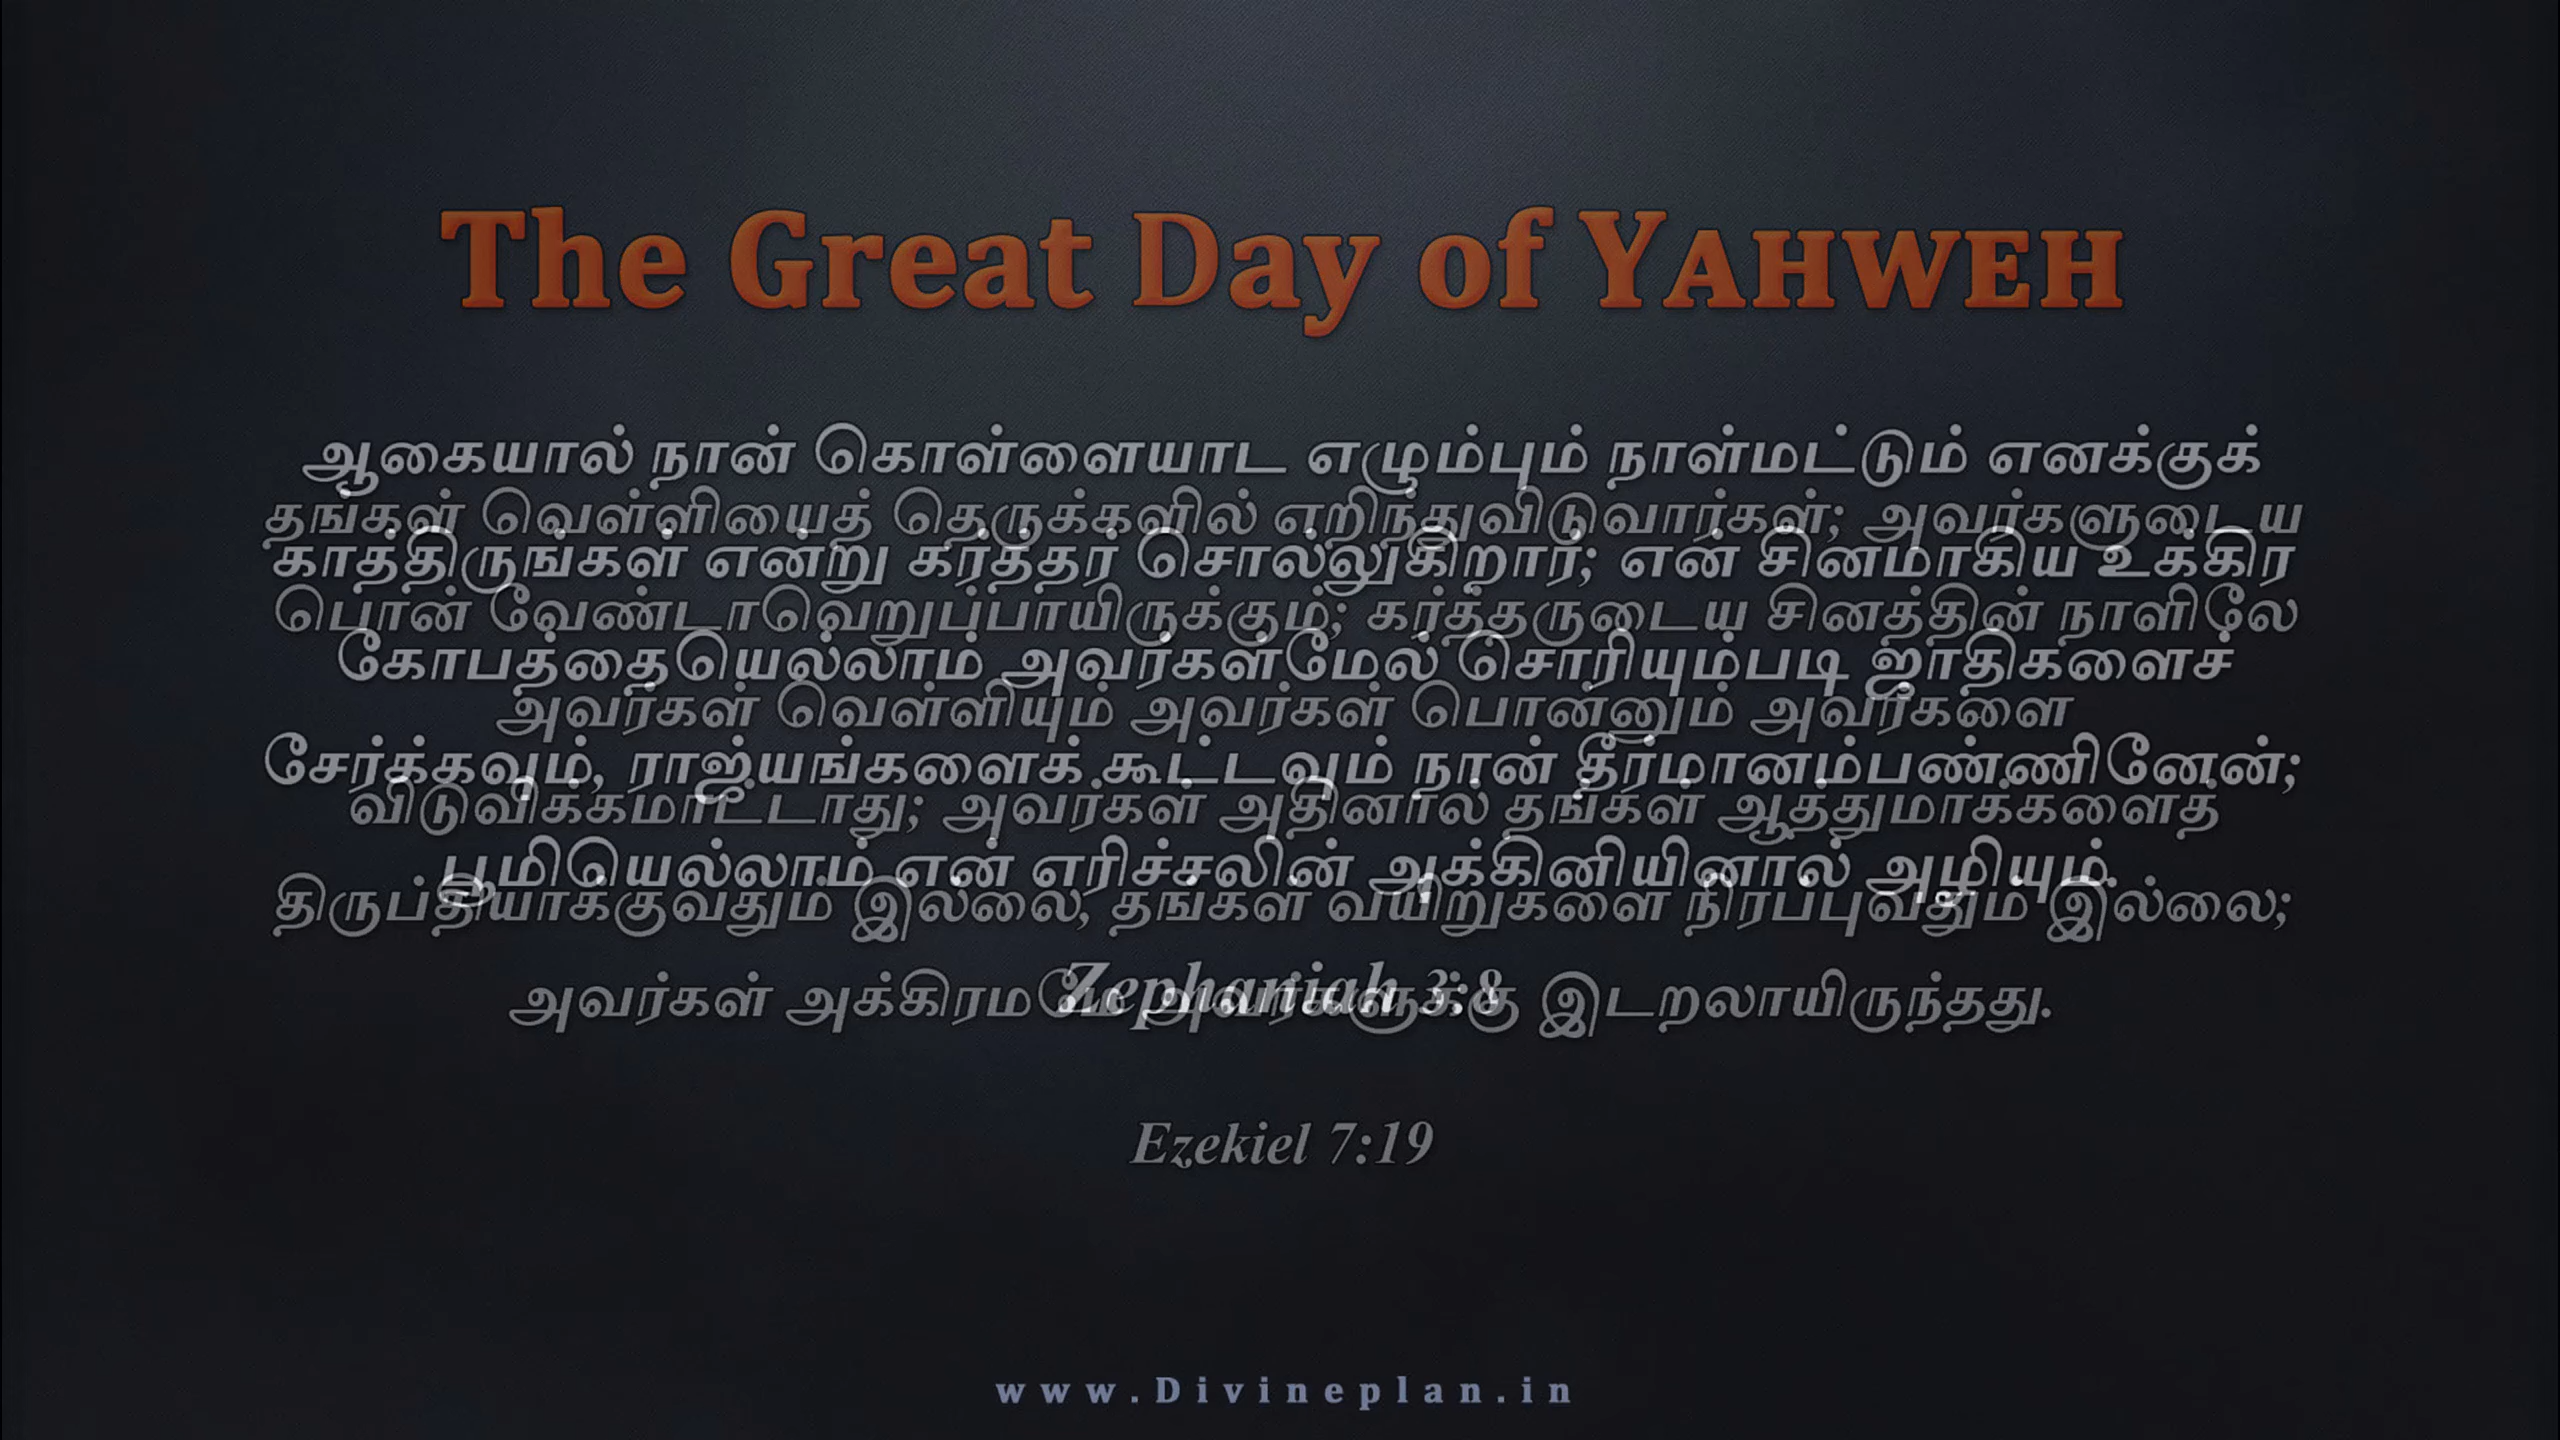 The Great Day of YAHWEH
ஆகையால் நான் கொள்ளையாட எழும்பும் நாள்மட்டும் எனக்குக்
தங்கள் வெள்ளியைத் தெருக்களில் எறிந்துவிடுவார்கள்; அவர்களுடைய
காத்திருங்கள் என்று கர்த்தர் சொல்லுகிறார்; என் சினமாகிய உக்கிர
பொன் வேண்டாவெறுப்பாயிருக்கும்; கர்த்தருடைய சினத்தின் நாளிலே
கோபத்தையெல்லாம் அவர்கள்மேல் சொரியும்படி ஜாதிகளைச்
அவர்கள் வெள்ளியும் அவர்கள் பொன்னும் அவர்களை
சேர்க்கவும், ராஜ்யங்களைக் கூட்டவும் நான் தீர்மானம்பண்ணினேன்;
விடுவிக்கமாட்டாது; அவர்கள் அதினால் தங்கள் ஆத்துமாக்களைத்
பூமியெல்லாம் என் எரிச்சலின் அக்கினியினால் அழியும்.
திருப்தியாக்குவதும் இல்லை, தங்கள் வயிறுகளை நிரப்புவதும் இல்லை;
Zephaniah 3:8
அவர்கள் அக்கிரமமே அவர்களுக்கு இடறலாயிருந்தது.
Ezekiel 7:19
www.Divineplan.in